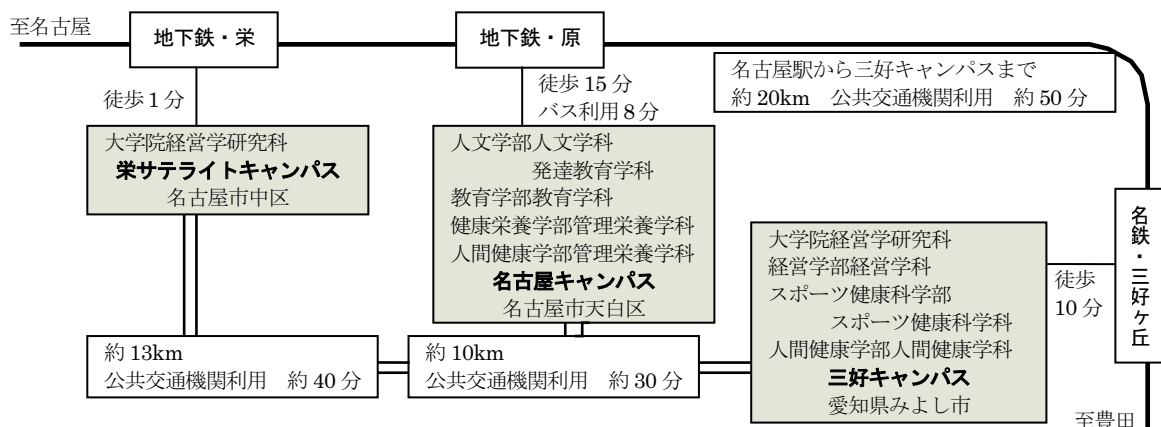 至名古屋
地下鉄・栄
地下鉄・原
名古屋駅から三好キャンパスまで
約20km 公共交通機関利用 約50分
徒歩1分
徒歩15分
バス利用8分
大学院経営学研究科
栄サテライトキャンパス
名古屋市中区
人文学部人文学科
発達教育学科
教育学部教育学科
健康栄養学部管理栄養学科
人間健康学部管理栄養学科
名古屋キャンパス
名古屋市天白区
大学院経営学研究科
経営学部経営学科
スポーツ健康科学部
スポーツ健康科学科
人間健康学部人間健康学科
三好キャンパス
愛知県みよし市
徒歩
10分
名鉄・三好ヶ丘
約13km
公共交通機関利用 約40分
約10km
公共交通機関利用 約30分
至豊田